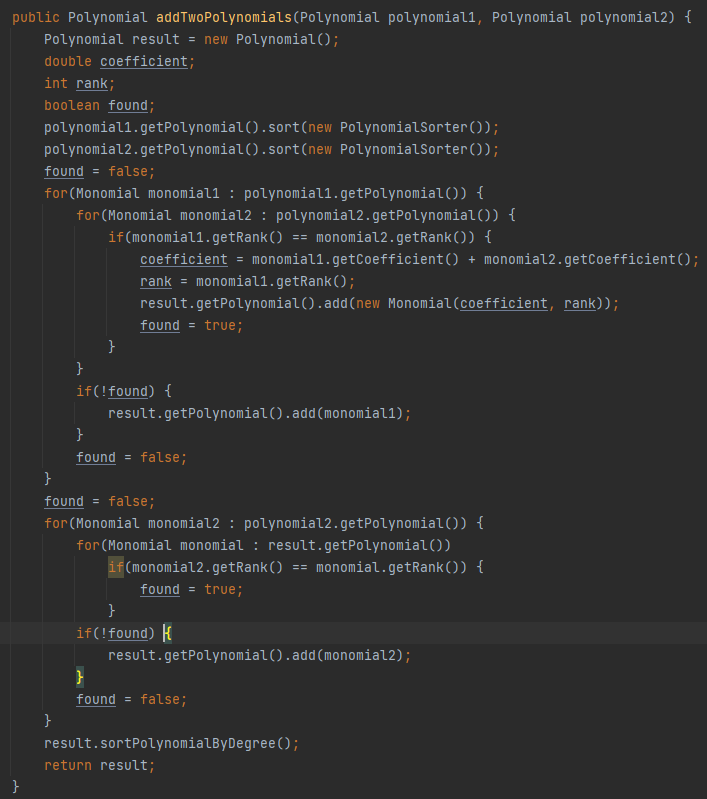 public Polynomial addTwoPolynomials(Polynomial polynomial1, Polynomial polynomial2) {
    Polynomial result = new Polynomial();
    double coefficient;
    int rank;
    boolean found;
    polynomial1.getPolynomial().sort(new PolynomialSorter());
    polynomial2.getPolynomial().sort(new PolynomialSorter());
    found = false;
    for(Monomial monomial1 : polynomial1.getPolynomial()) {
        for(Monomial monomial2 : polynomial2.getPolynomial()) {
            if(monomial1.getRank() == monomial2.getRank()) {
                coefficient = monomial1.getCoefficient() + monomial2.getCoefficient();
                rank = monomial1.getRank();
                result.getPolynomial().add(new Monomial(coefficient, rank));
                found = true;
            }
        }
        if(!found) {
            result.getPolynomial().add(monomial1);
        }
        found = false;
    }
    found = false;
    for(Monomial monomial2 : polynomial2.getPolynomial()) {
        for(Monomial monomial : result.getPolynomial())
            if(monomial2.getRank() == monomial.getRank()) {
                found = true;
            }
        if(!found) {
            result.getPolynomial().add(monomial2);
        }
        found = false;
    }
    result.sortPolynomialByDegree();
    return result;
}